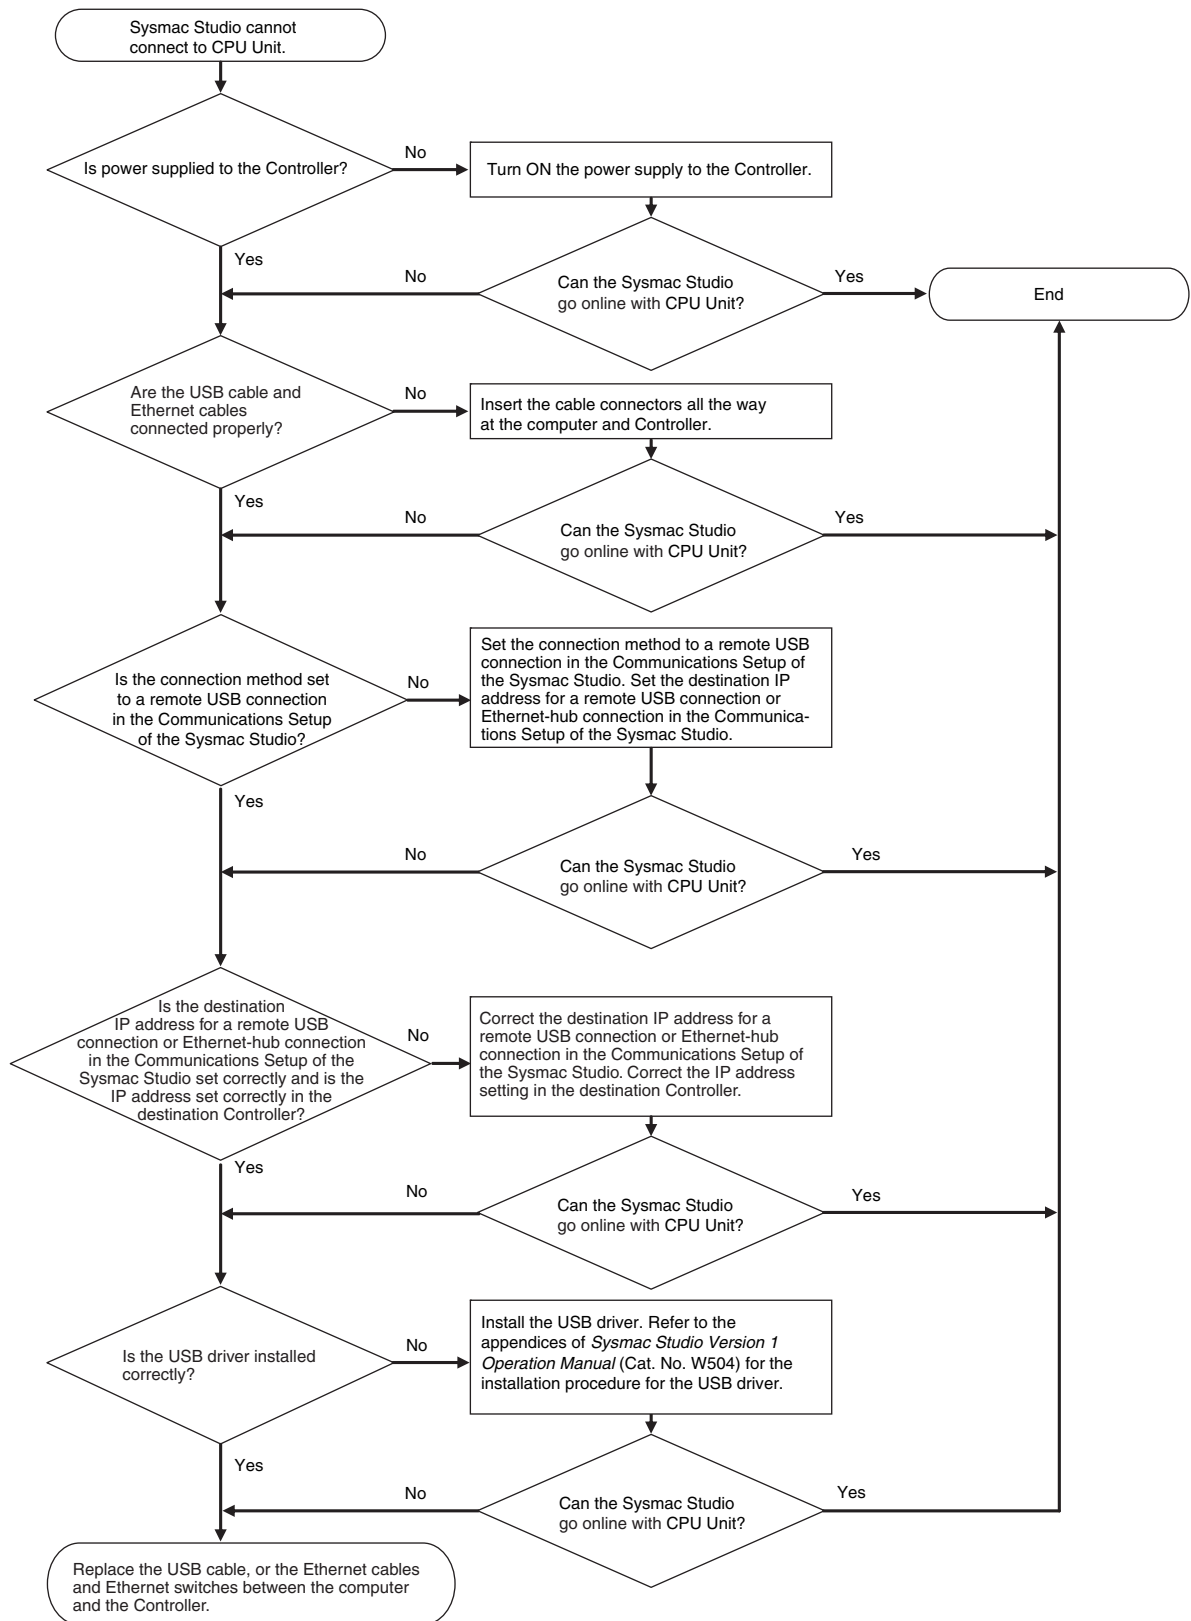 Sysmac Studio cannot
connect to CPU Unit.
Is power supplied to the Controller?
No
Turn ON the power supply to the Controller.
Yes
No
Can the Sysmac Studio
go online with CPU Unit?
Yes
End
Are the USB cable and
Ethernet cables
connected properly?
No
Insert the cable connectors all the way
at the computer and Controller.
Yes
No
Can the Sysmac Studio
go online with CPU Unit?
Yes
Is the connection method set
to a remote USB connection
in the Communications Setup
of the Sysmac Studio?
No
Set the connection method to a remote USB
connection in the Communications Setup of
the Sysmac Studio. Set the destination IP
address for a remote USB connection or
Ethernet-hub connection in the Communica-
tions Setup of the Sysmac Studio.
Yes
No
Can the Sysmac Studio
go online with CPU Unit?
Yes
Is the destination
IP address for a remote USB
connection or Ethernet-hub connection
in the Communications Setup of the
Sysmac Studio set correctly and is the
IP address set correctly in the
destination Controller?
No
Correct the destination IP address for a
remote USB connection or Ethernet-hub
connection in the Communications Setup of
the Sysmac Studio. Correct the IP address
setting in the destination Controller.
Yes
No
Can the Sysmac Studio
go online with CPU Unit?
Yes
Is the USB driver installed
correctly?
No
Install the USB driver. Refer to the
appendices of Sysmac Studio Version 1
Operation Manual (Cat. No. W504) for the
installation procedure for the USB driver.
Yes
No
Can the Sysmac Studio
go online with CPU Unit?
Yes
Replace the USB cable, or the Ethernet cables
and Ethernet switches between the computer
and the Controller.